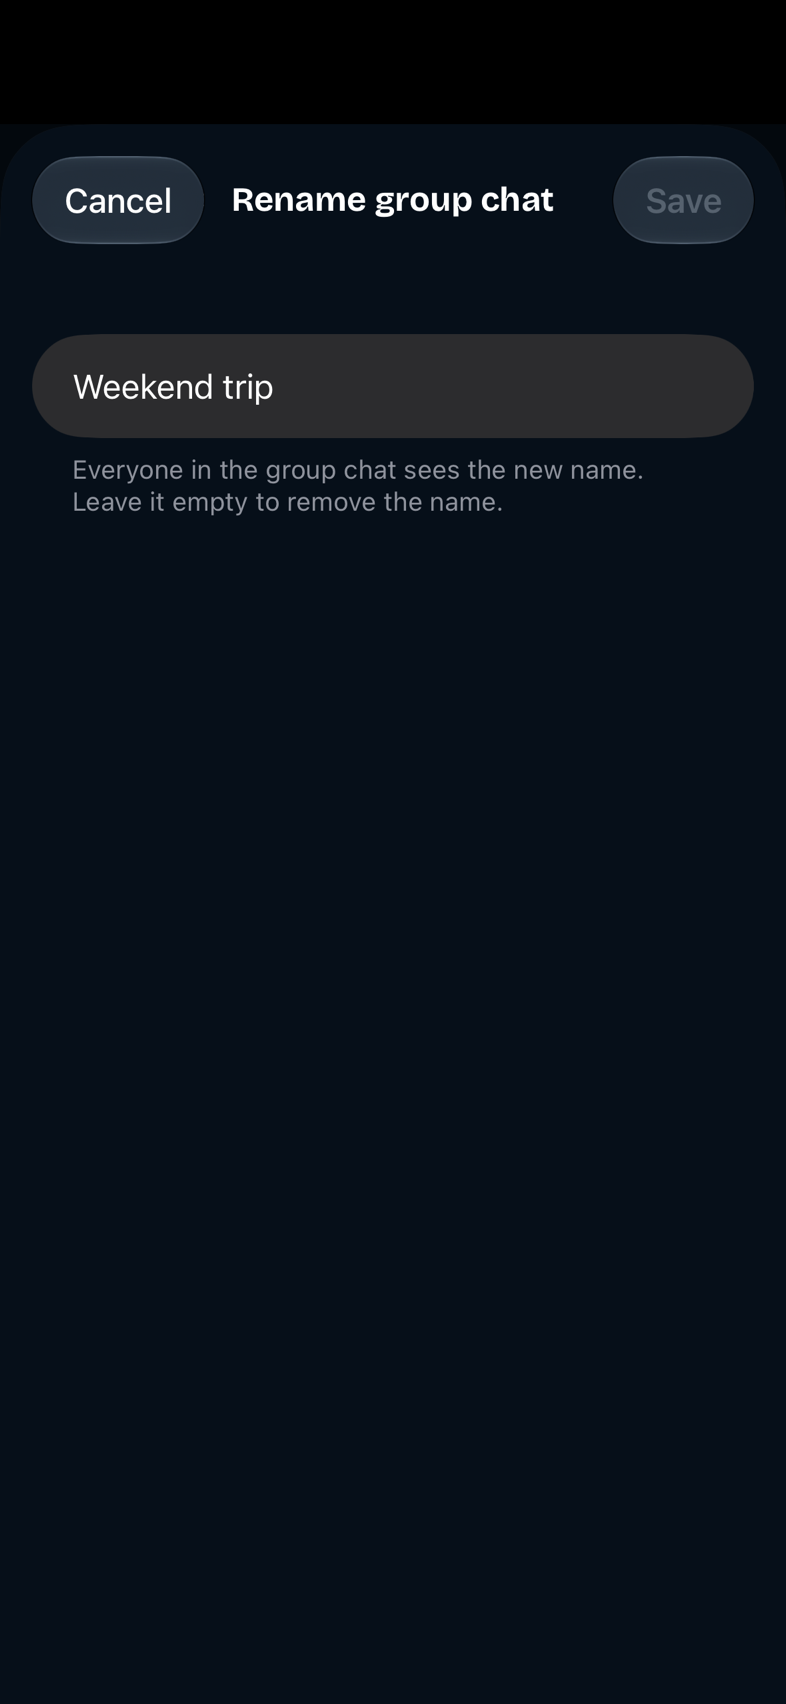 Cancel
Rename group chat
Save
Weekend trip
Everyone in the group chat sees the new name.
Leave it empty to remove the name.